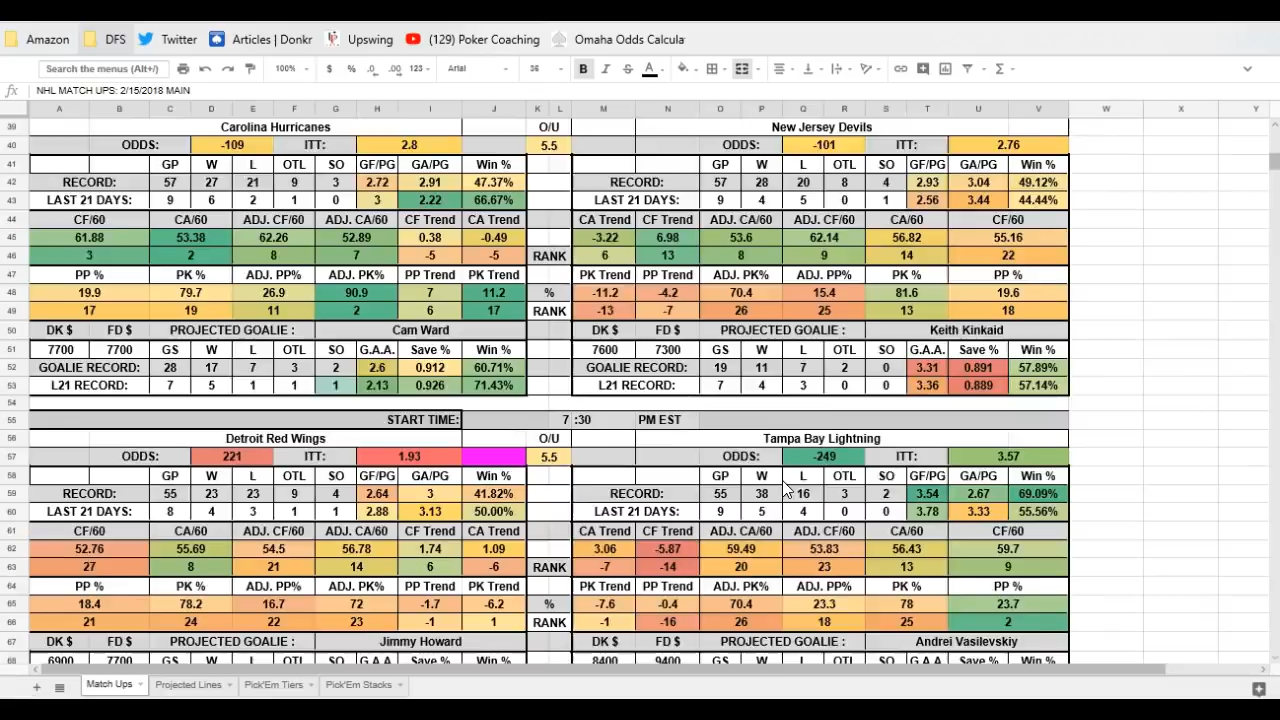 Amazon DFS Twitter Articles | Donkr Upswing (129) Poker Coaching Omaha Odds Calcula
Search the menus (Alt+/) 100% $ % .0 .00 123 Arial 36 B I S A
fx NHL MATCH UPS: 2/15/2018 MAIN
A B C D E F G H I J K L M N O P Q R S T U V W X Y
39 Carolina Hurricanes O/U New Jersey Devils
40 ODDS: -109 ITT: 2.8 5.5 ODDS: -101 ITT: 2.76
41 GP W L OTL SO GF/PG GA/PG Win % GP W L OTL SO GF/PG GA/PG Win %
42 RECORD: 57 27 21 9 3 2.72 2.91 47.37% RECORD: 57 28 20 8 4 2.93 3.04 49.12%
43 LAST 21 DAYS: 9 6 2 1 0 3 2.22 66.67% LAST 21 DAYS: 9 4 5 0 1 2.56 3.44 44.44%
44 CF/60 CA/60 ADJ. CF/60 ADJ. CA/60 CF Trend CA Trend CA Trend CF Trend ADJ. CA/60 ADJ. CF/60 CA/60 CF/60
45 61.88 53.38 62.26 52.89 0.38 -0.49 -3.22 6.98 53.6 62.14 56.82 55.16
46 3 2 8 7 -5 -5 RANK 6 13 8 9 14 22
47 PP % PK % ADJ. PP% ADJ. PK% PP Trend PK Trend PK Trend PP Trend ADJ. PK% ADJ. PP% PK % PP %
48 19.9 79.7 26.9 90.9 7 11.2 % -11.2 -4.2 70.4 15.4 81.6 19.6
49 17 19 11 2 6 17 RANK -13 -7 26 25 13 18
50 DK $ FD $ PROJECTED GOALIE : Cam Ward DK $ FD $ PROJECTED GOALIE : Keith Kinkaid
51 7700 7700 GS W L OTL SO G.A.A. Save % Win % 7600 7300 GS W L OTL SO G.A.A. Save % Win %
52 GOALIE RECORD: 28 17 7 3 2 2.6 0.912 60.71% GOALIE RECORD: 19 11 7 2 0 3.31 0.891 57.89%
53 L21 RECORD: 7 5 1 1 1 2.13 0.926 71.43% L21 RECORD: 7 4 3 0 0 3.36 0.889 57.14%
54
55 START TIME: 7 :30 PM EST
56 Detroit Red Wings O/U Tampa Bay Lightning
57 ODDS: 221 ITT: 1.93 5.5 ODDS: -249 ITT: 3.57
58 GP W L OTL SO GF/PG GA/PG Win % GP W L OTL SO GF/PG GA/PG Win %
59 RECORD: 55 23 23 9 4 2.64 3 41.82% RECORD: 55 38 16 3 2 3.54 2.67 69.09%
60 LAST 21 DAYS: 8 4 3 1 1 2.88 3.13 50.00% LAST 21 DAYS: 9 5 4 0 0 3.78 3.33 55.56%
61 CF/60 CA/60 ADJ. CF/60 ADJ. CA/60 CF Trend CA Trend CA Trend CF Trend ADJ. CA/60 ADJ. CF/60 CA/60 CF/60
62 52.76 55.69 54.5 56.78 1.74 1.09 3.06 -5.87 59.49 53.83 56.43 59.7
63 27 8 21 14 6 -6 RANK -7 -14 20 23 13 9
64 PP % PK % ADJ. PP% ADJ. PK% PP Trend PK Trend PK Trend PP Trend ADJ. PK% ADJ. PP% PK % PP %
65 18.4 78.2 16.7 72 -1.7 -6.2 % -7.6 -0.4 70.4 23.3 78 23.7
66 21 24 22 23 -1 1 RANK -1 -16 26 18 25 2
67 DK $ FD $ PROJECTED GOALIE : Jimmy Howard DK $ FD $ PROJECTED GOALIE : Andrei Vasilevskiy
68 6900 7700 GS W L OTL SO G.A.A Save % Win % 8400 9400 GS W L OTL SO G.A.A Save % Win %
Match Ups Projected Lines Pick'Em Tiers Pick'Em Stacks